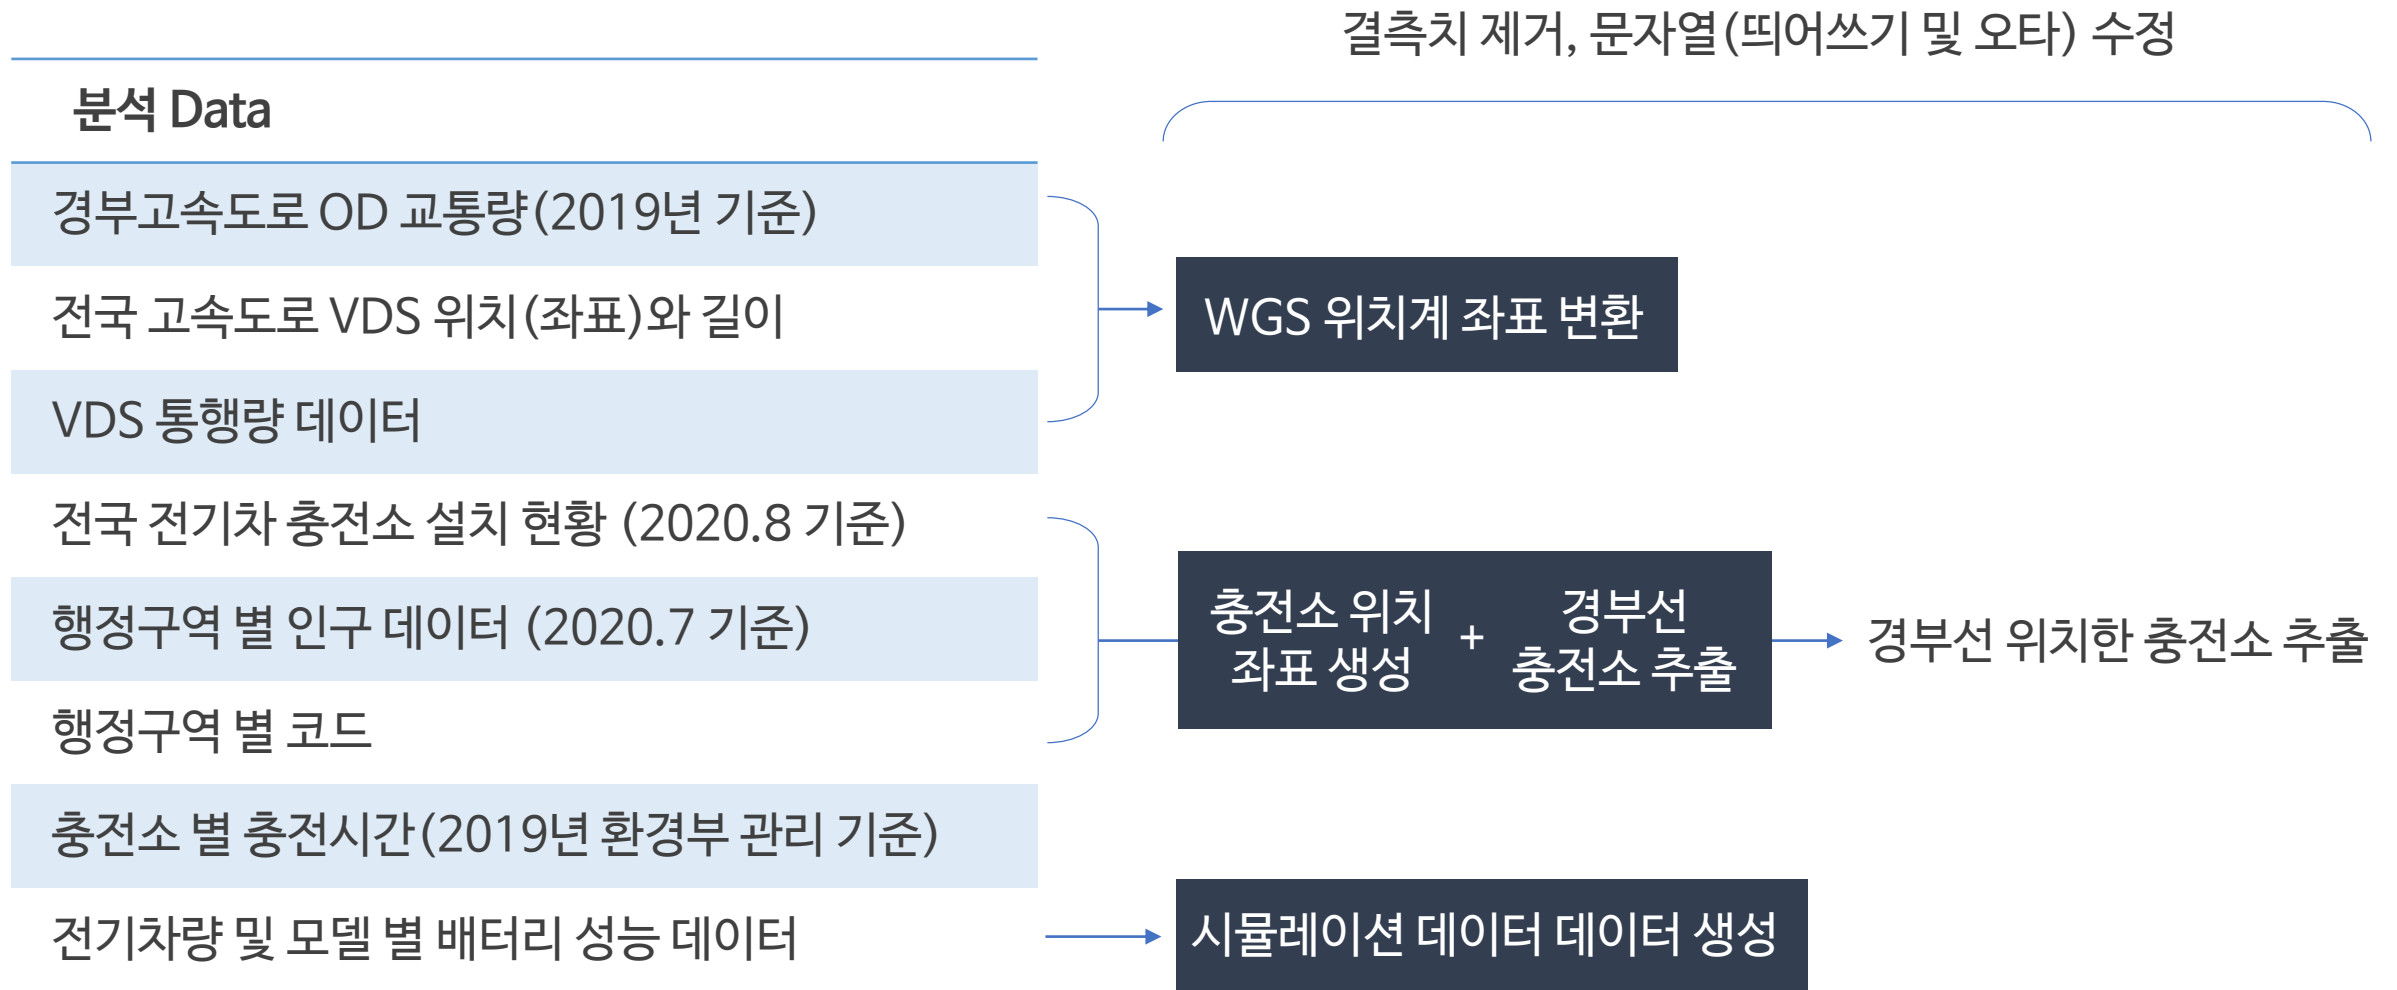 결측치 제거, 문자열(띄어쓰기 및 오타) 수정
분석 Data
경부고속도로 OD 교통량(2019년 기준)
전국 고속도로 VDS 위치(좌표)와 길이
VDS 통행량 데이터
전국 전기차 충전소 설치 현황 (2020.8 기준)
행정구역 별 인구 데이터 (2020.7 기준)
행정구역 별 코드
충전소 별 충전시간(2019년 환경부 관리 기준)
전기차량 및 모델 별 배터리 성능 데이터
WGS 위치계 좌표 변환
충전소 위치
좌표 생성
+
경부선
충전소 추출
경부선 위치한 충전소 추출
시뮬레이션 데이터 데이터 생성